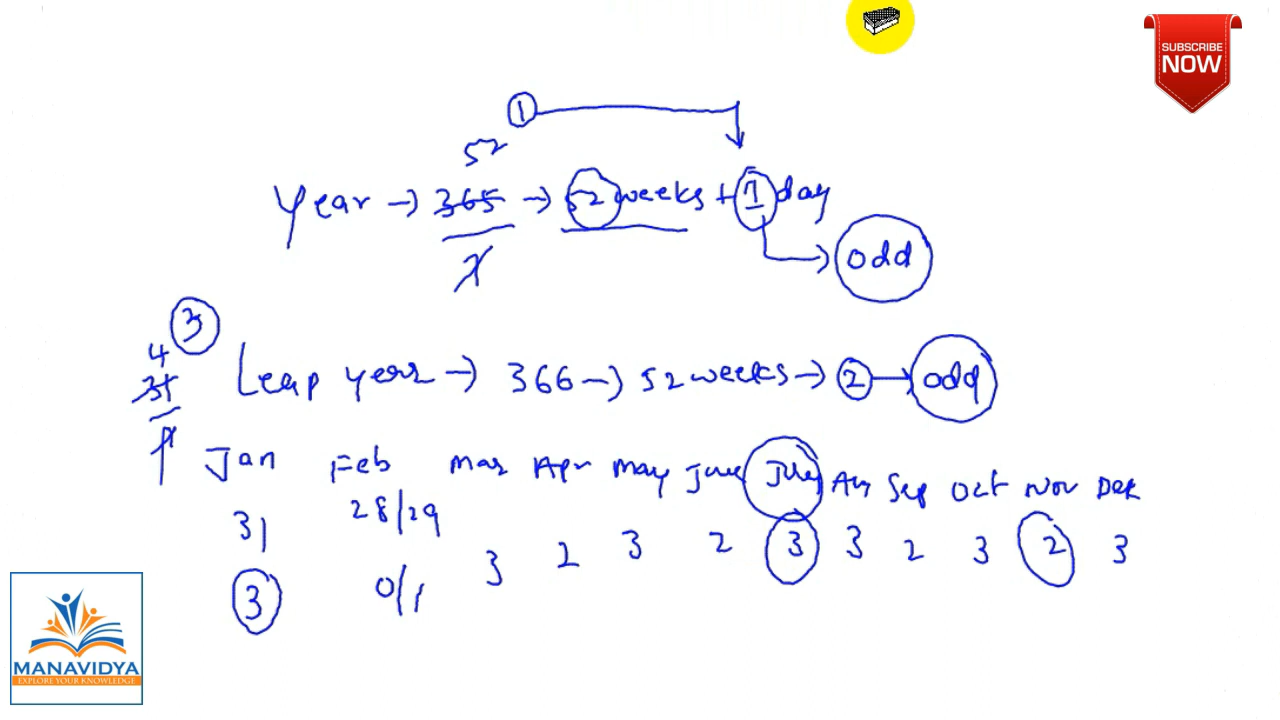 SUBSCRIBE
NOW
1
52
Year → 365 → 52 weeks + 1 day
7
odd
3
4
31
7
Leap year → 366 → 52 weeks → 2 → odd
Jan Feb Mar Apr May June July Aug Sep Oct Nov Dec
31 28/29
3 0/1 3 2 3 2 3 3 2 3 2 3
MANAVIDYA
EXPLORE YOUR KNOWLEDGE